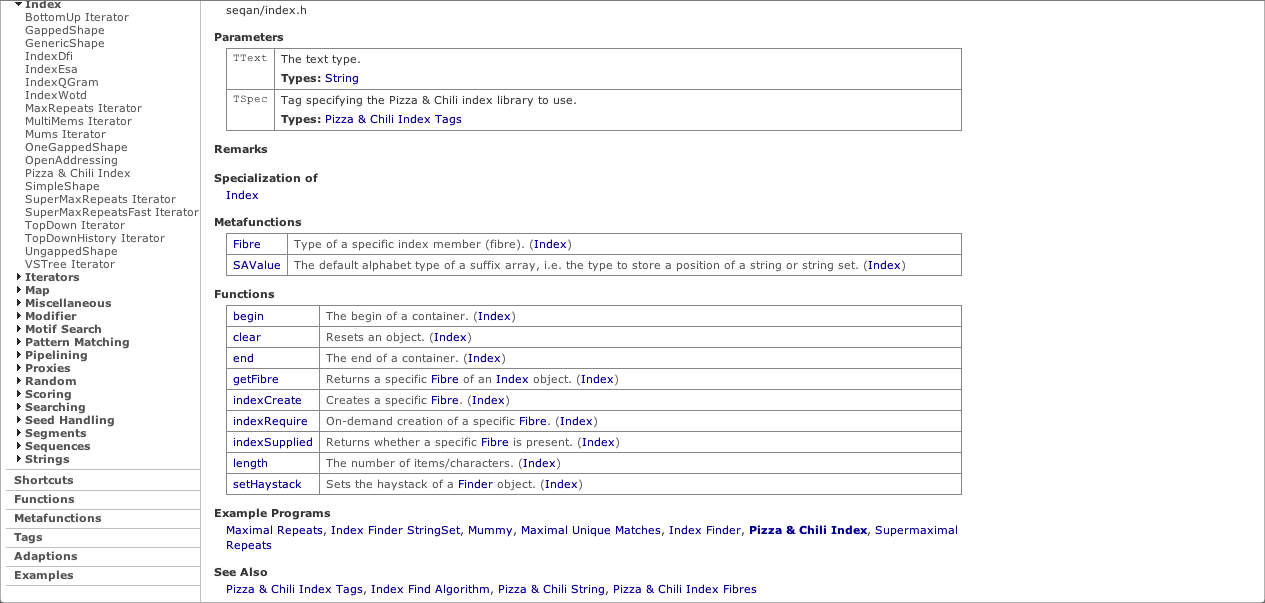 Index
BottomUp Iterator
GappedShape
GenericShape
IndexDfi
IndexEsa
IndexQGram
IndexWotd
MaxRepeats Iterator
MultiMems Iterator
Mums Iterator
OneGappedShape
OpenAddressing
Pizza & Chili Index
SimpleShape
SuperMaxRepeats Iterator
SuperMaxRepeatsFast Iterator
TopDown Iterator
TopDownHistory Iterator
UngappedShape
VSTree Iterator
Iterators
Map
Miscellaneous
Modifier
Motif Search
Pattern Matching
Pipelining
Proxies
Random
Scoring
Searching
Seed Handling
Segments
Sequences
Strings
Shortcuts
Functions
Metafunctions
Tags
Adaptions
Examples
seqan/index.h
Parameters
TText The text type.
Types: String
TSpec Tag specifying the Pizza & Chili index library to use.
Types: Pizza & Chili Index Tags
Remarks
Specialization of
Index
Metafunctions
Fibre Type of a specific index member (fibre). (Index)
SAValue The default alphabet type of a suffix array, i.e. the type to store a position of a string or string set. (Index)
Functions
begin The begin of a container. (Index)
clear Resets an object. (Index)
end The end of a container. (Index)
getFibre Returns a specific Fibre of an Index object. (Index)
indexCreate Creates a specific Fibre. (Index)
indexRequire On-demand creation of a specific Fibre. (Index)
indexSupplied Returns whether a specific Fibre is present. (Index)
length The number of items/characters. (Index)
setHaystack Sets the haystack of a Finder object. (Index)
Example Programs
Maximal Repeats, Index Finder StringSet, Mummy, Maximal Unique Matches, Index Finder, Pizza & Chili Index, Supermaximal
Repeats
See Also
Pizza & Chili Index Tags, Index Find Algorithm, Pizza & Chili String, Pizza & Chili Index Fibres